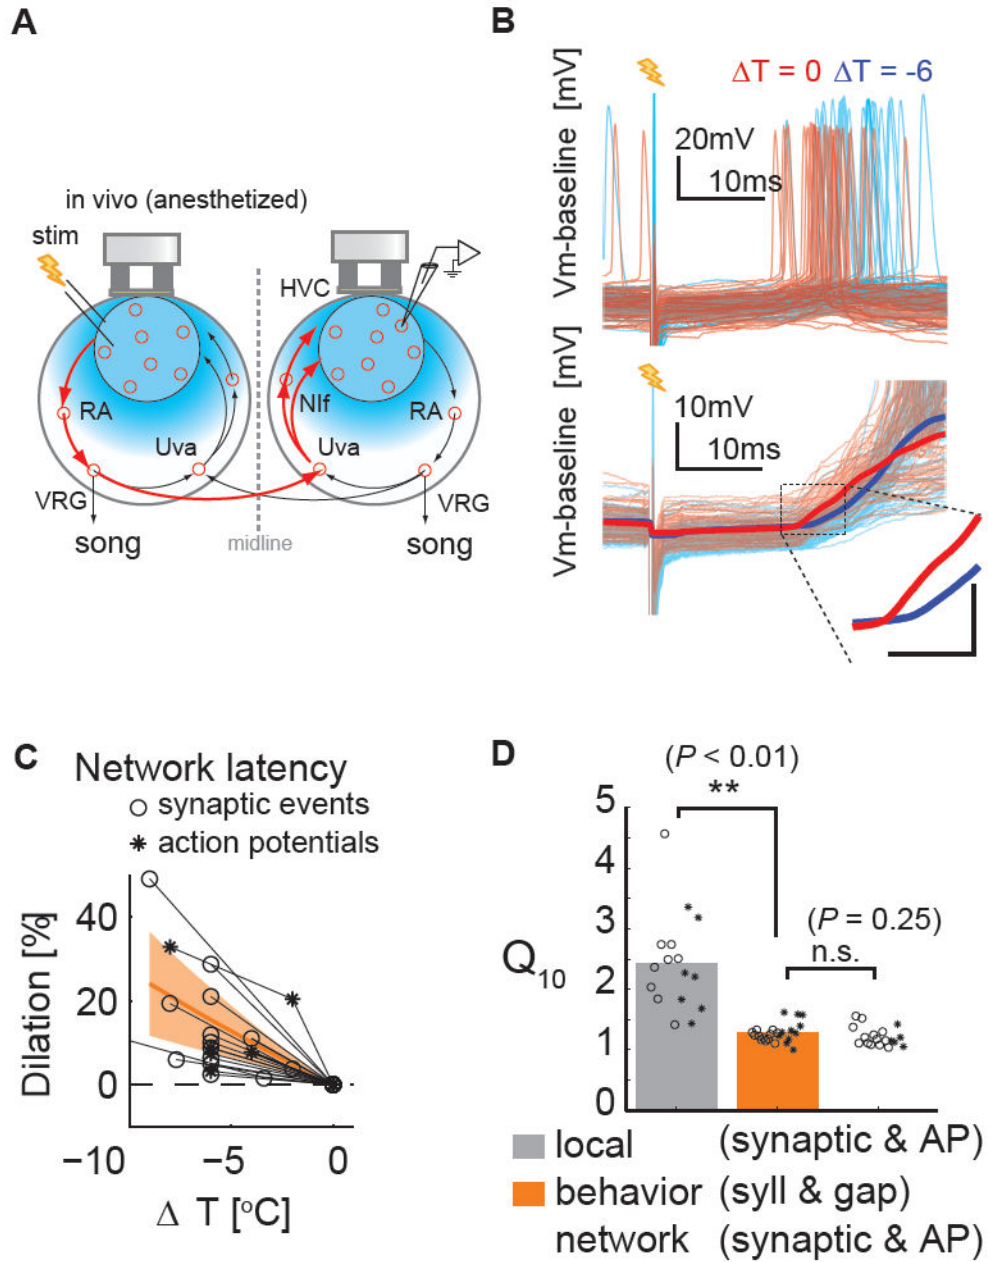 A
in vivo (anesthetized)
stim
HVC
NIf
RA
RA
Uva
Uva
VRG
VRG
song
song
midline
B
ΔT = 0 ΔT = -6
Vm-baseline [mV]
20mV
10ms
Vm-baseline [mV]
10mV
10ms
C
Network latency
synaptic events
action potentials
Dilation [%]
40
20
0
−10 −5 0
Δ T [°C]
D
(P < 0.01)
**
(P = 0.25)
n.s.
Q10
5
4
3
2
1
0
local (synaptic & AP)
behavior (syll & gap)
network (synaptic & AP)